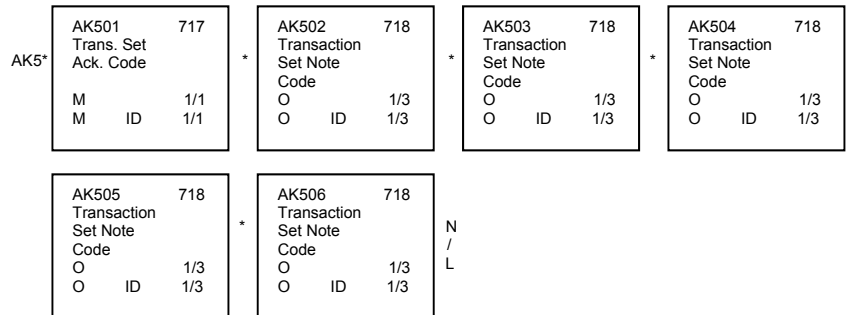 AK5*
AK501 717
Trans. Set
Ack. Code
M 1/1
M ID 1/1
*
AK502 718
Transaction
Set Note
Code
O 1/3
O ID 1/3
*
AK503 718
Transaction
Set Note
Code
O 1/3
O ID 1/3
*
AK504 718
Transaction
Set Note
Code
O 1/3
O ID 1/3
AK505 718
Transaction
Set Note
Code
O 1/3
O ID 1/3
*
AK506 718
Transaction
Set Note
Code
O 1/3
O ID 1/3
N
/
L